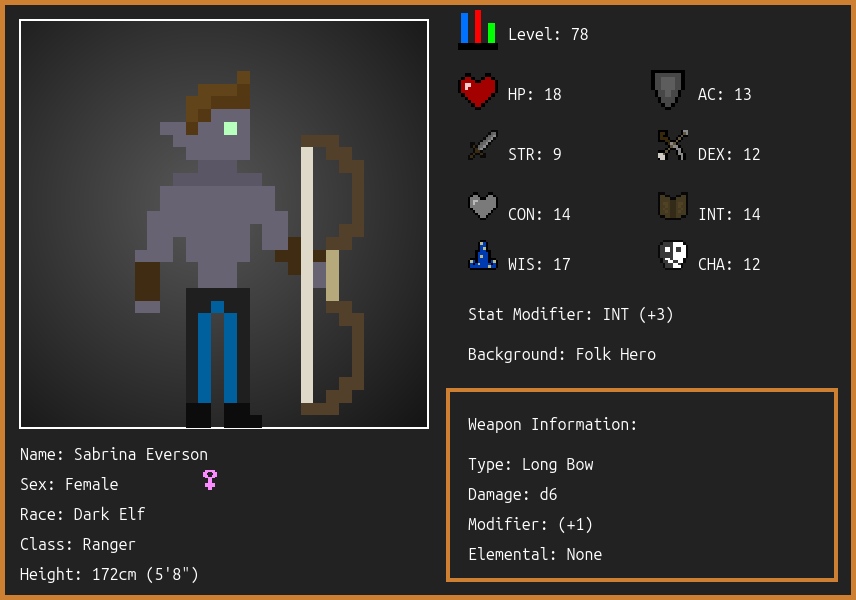 Level: 78
HP: 18
AC: 13
STR: 9
DEX: 12
CON: 14
INT: 14
WIS: 17
CHA: 12
Stat Modifier: INT (+3)
Background: Folk Hero
Weapon Information:
Type: Long Bow
Damage: d6
Modifier: (+1)
Elemental: None
Name: Sabrina Everson
Sex: Female
Race: Dark Elf
Class: Ranger
Height: 172cm (5'8")